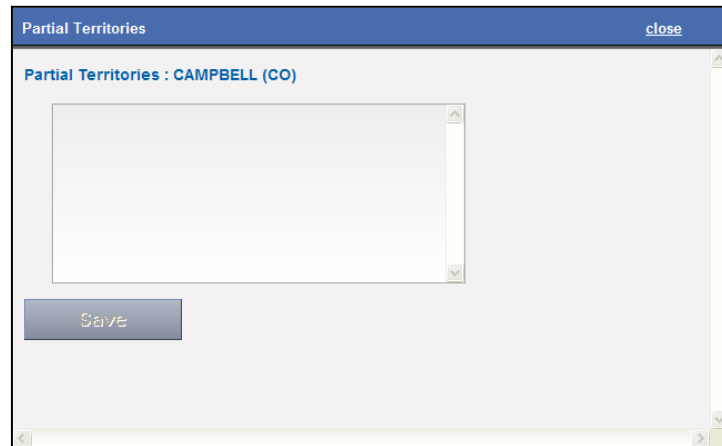 Partial Territories close
Partial Territories : CAMPBELL (CO)
Save